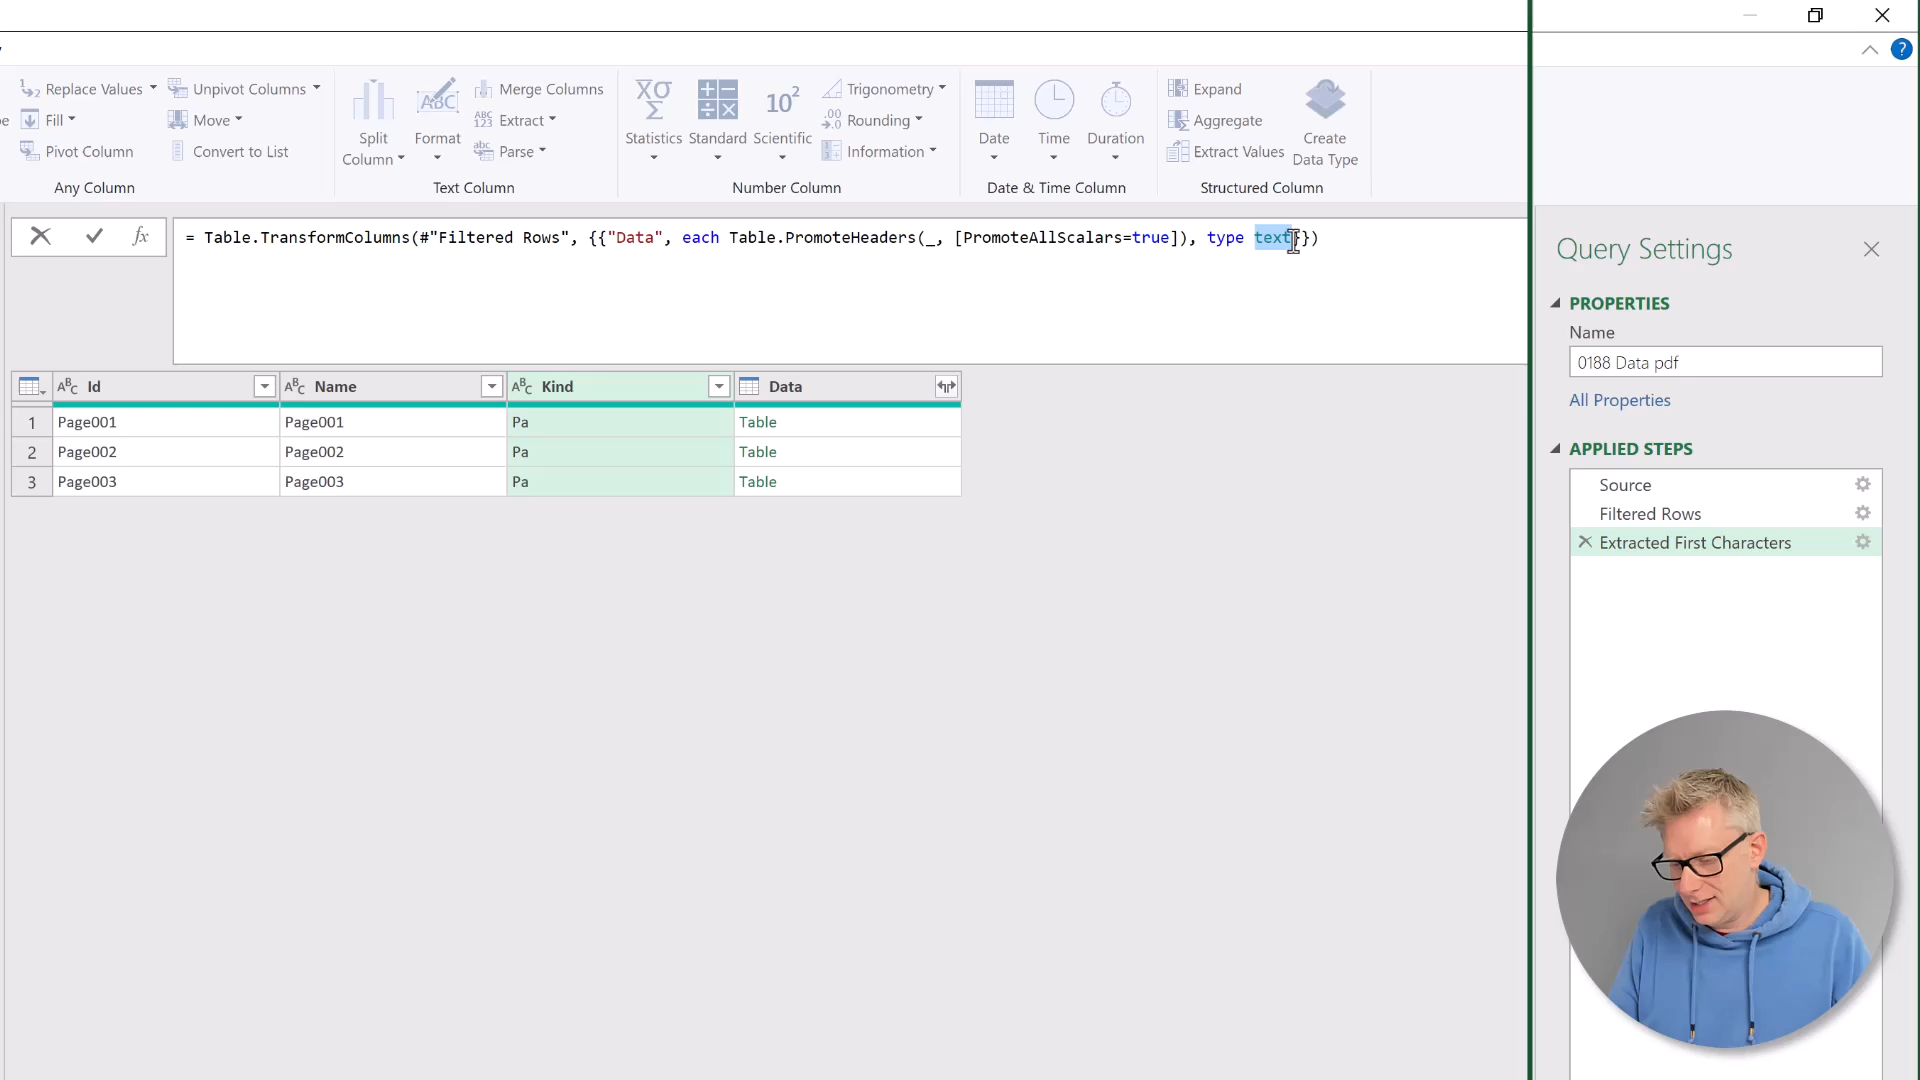 ?
Replace Values
Unpivot Columns
Merge Columns
Trigonometry
Expand
Fill
Move
Extract
Rounding
Aggregate
Pivot Column
Convert to List
Parse
Information
Extract Values
Split
Column
Format
Statistics
Standard
Scientific
Date
Time
Duration
Create
Data Type
Any Column
Text Column
Number Column
Date & Time Column
Structured Column
= Table.TransformColumns(#"Filtered Rows", {{"Data", each Table.PromoteHeaders(_, [PromoteAllScalars=true]), type text}})
Id Name Kind Data
1 Page001 Page001 Pa Table
2 Page002 Page002 Pa Table
3 Page003 Page003 Pa Table
Query Settings
PROPERTIES
Name
0188 Data pdf
All Properties
APPLIED STEPS
Source
Filtered Rows
Extracted First Characters